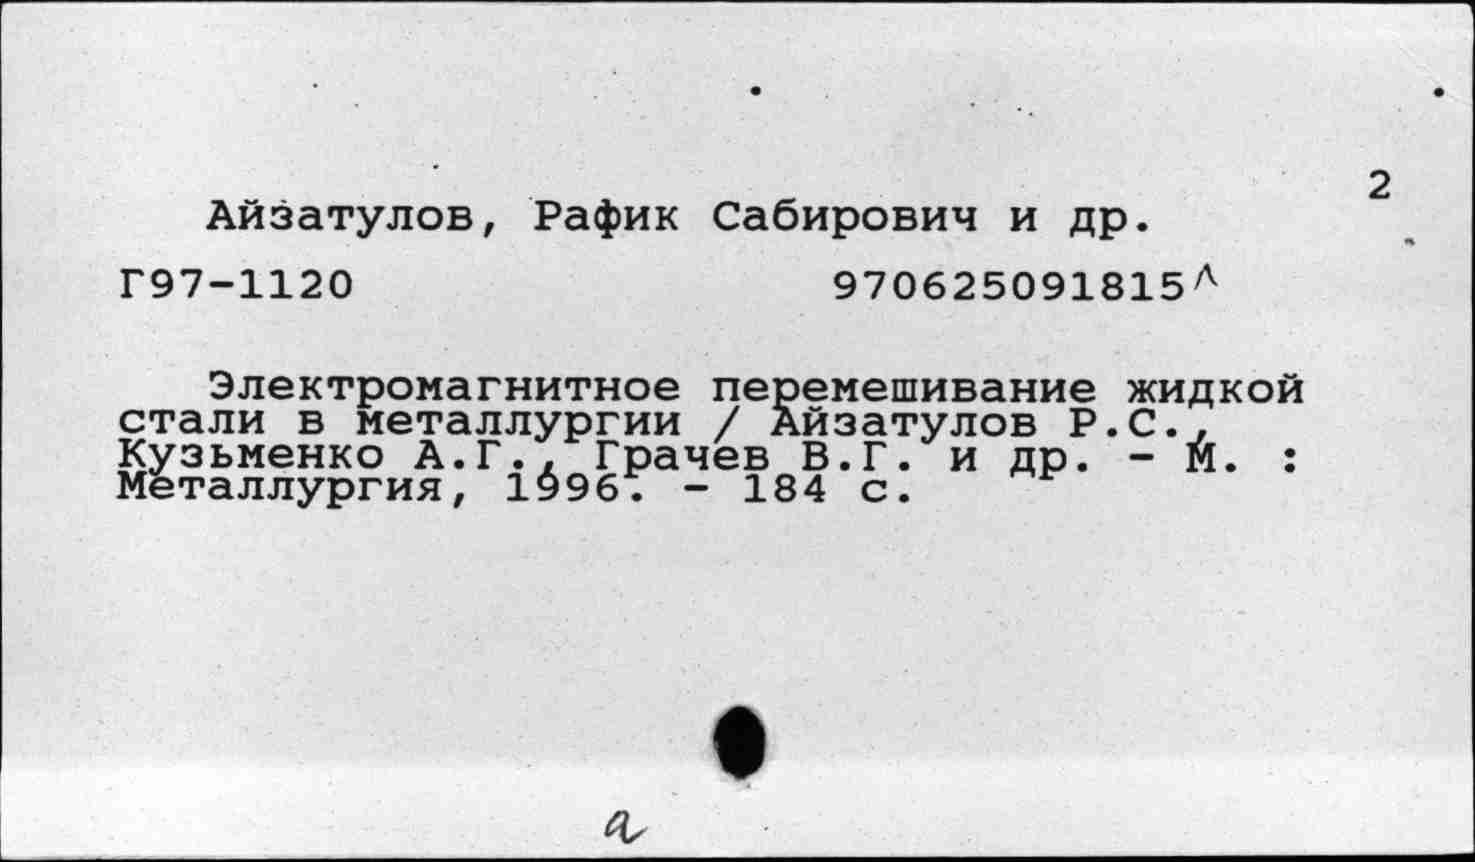 2
Айзатулов, Рафик Сабирович и др.
Г97-1120 970625091815л
Электромагнитное перемешивание жидкой
стали в металлургии / Айзатулов Р.С.,
Кузьменко А.Г., Грачев В.Г. и др. - М. :
Металлургия, 1996. - 184 с.
а